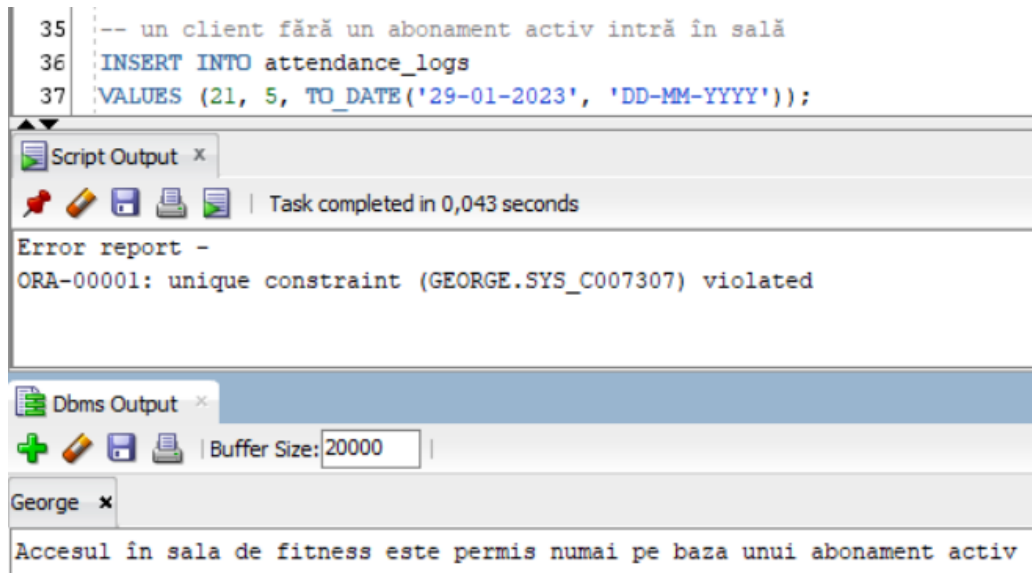 35 -- un client fără un abonament activ intră în sală
36 INSERT INTO attendance_logs
37 VALUES (21, 5, TO_DATE('29-01-2023', 'DD-MM-YYYY'));
Script Output x
Task completed in 0,043 seconds
Error report -
ORA-00001: unique constraint (GEORGE.SYS_C007307) violated
Dbms Output ×
Buffer Size: 20000
George x
Accesul în sala de fitness este permis numai pe baza unui abonament activ